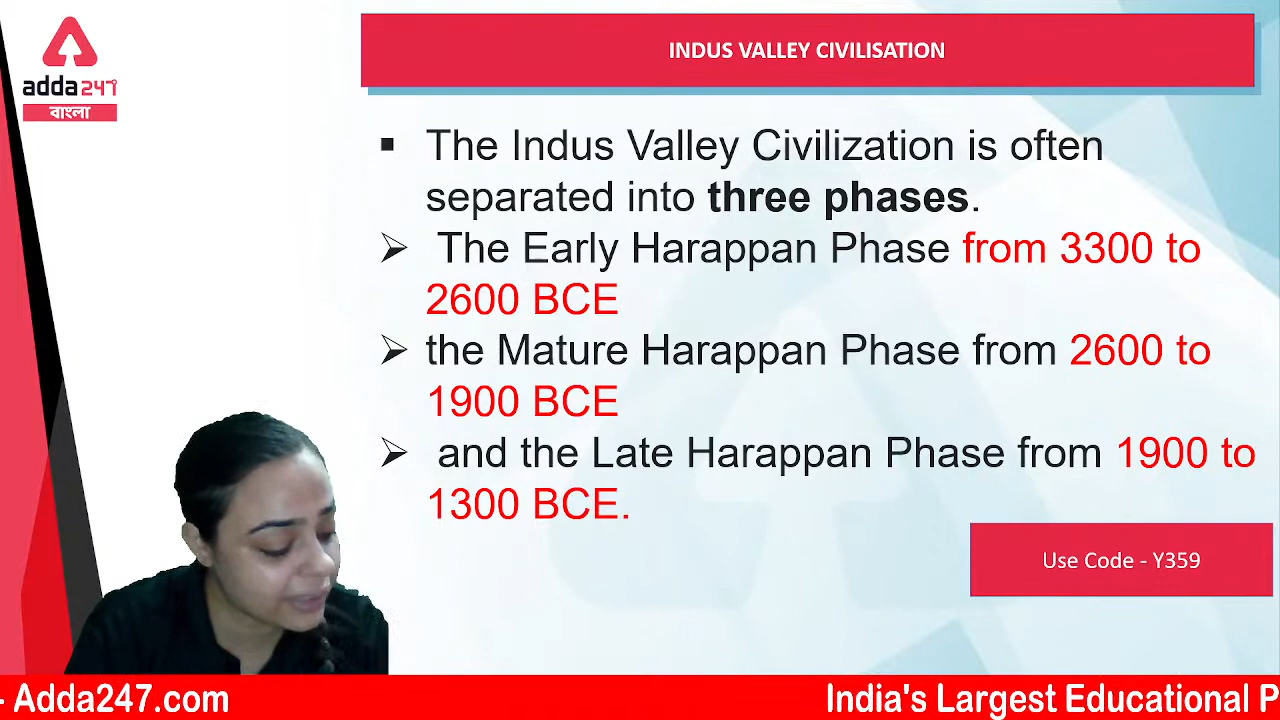 adda247
বাংলা
INDUS VALLEY CIVILISATION
▪ The Indus Valley Civilization is often
separated into three phases.
➢ The Early Harappan Phase from 3300 to
2600 BCE
➢ the Mature Harappan Phase from 2600 to
1900 BCE
➢ and the Late Harappan Phase from 1900 to
1300 BCE.
Use Code - Y359
- Adda247.com
India's Largest Educational P